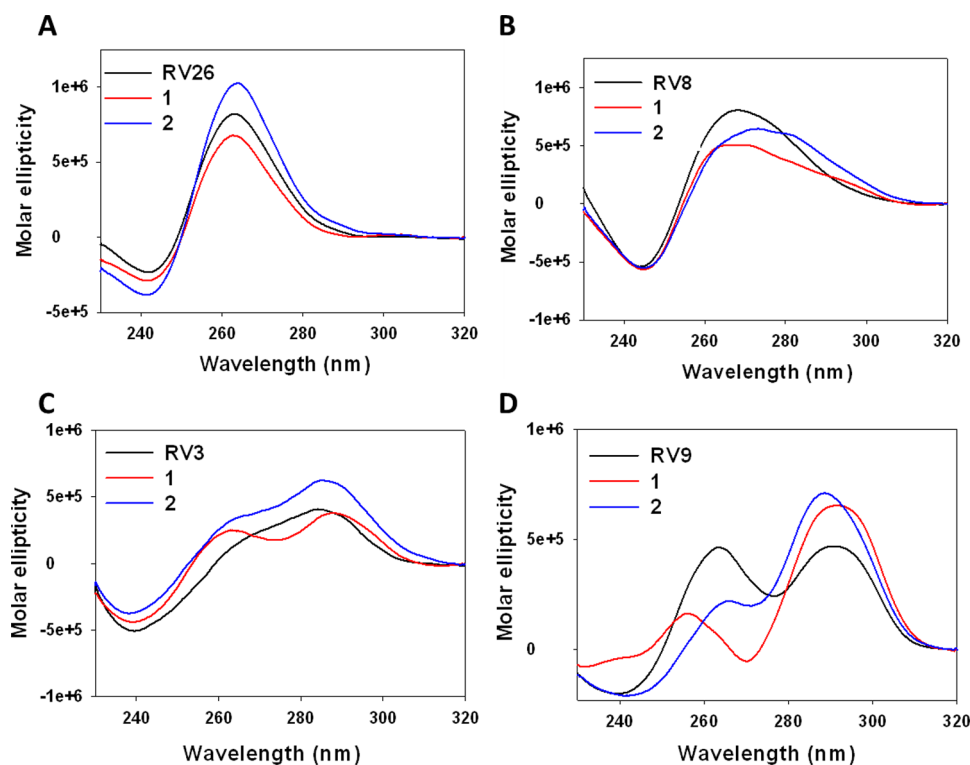 A
Molar ellipticity
1e+6
5e+5
0
-5e+5
RV26
1
2
240 260 280 300 320
Wavelength (nm)
B
Molar ellipticity
1e+6
5e+5
0
-5e+5
-1e+6
RV8
1
2
240 260 280 300 320
Wavelength (nm)
C
Molar ellipticity
1e+6
5e+5
0
-5e+5
-1e+6
RV3
1
2
240 260 280 300 320
Wavelength (nm)
D
Molar ellipticity
1e+6
5e+5
0
RV9
1
2
240 260 280 300 320
Wavelength (nm)